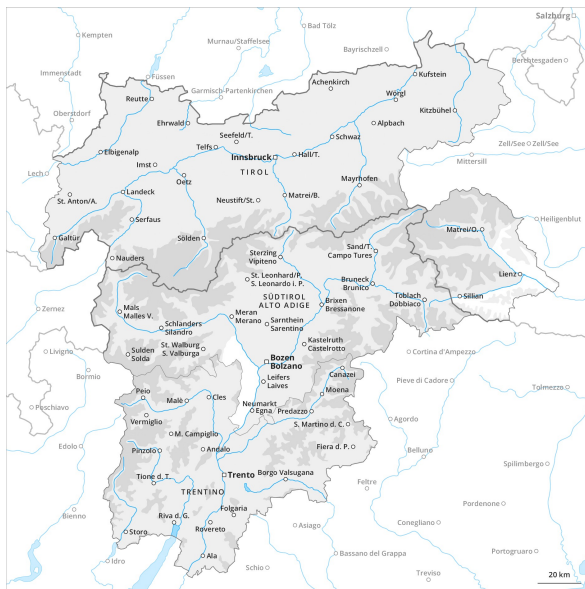 Salzburg
Bad Tölz
Kempten
Murnau/Staffelsee
Bayrischzell
Berchtesgaden
Immenstadt
Füssen
Kufstein
Achenkirch
Garmisch-Partenkirchen
Reutte
Wörgl
Oberstdorf
Kitzbühel
Ehrwald
Alpbach
Seefeld/T.
Schwaz
Zell/See
Zell/See
Elbigenalp
Telfs
Hall/T.
Innsbruck
Mittersill
Imst
TIROL
Lech
Oetz
Mayrhofen
Landeck
St. Anton/A.
Neustift/St.
Matrei/B.
Serfaus
Heiligenblut
Galtür
Sölden
Matrei/O.
Sand/T.
Campo Tures
Nauders
Sterzing
Vipiteno
Lienz
St. Leonhard/P.
S. Leonardo i. P.
Bruneck
Brunico
Sillian
SÜDTIROL
ALTO ADIGE
Brixen
Bressanone
Toblach
Dobbiaco
Zernez
Mals
Malles V.
Meran
Merano
Schlanders
Silandro
Sarnthein
Sarentino
St. Walburg
S. Valburga
Kastelruth
Castelrotto
Livigno
Sulden
Solda
Cortina d'Ampezzo
Bozen
Bolzano
Bormio
Canazei
Leifers
Laives
Pieve di Cadore
Tolmezzo
Peio
Moena
Malè
Cles
Neumarkt
Egna
Predazzo
Poschiavo
Vermiglio
Agordo
S. Martino d. C.
M. Campiglio
Edolo
Pinzolo
Andalo
Fiera d. P.
Belluno
Spilimbergo
Tione d. T.
Trento
Borgo Valsugana
Feltre
TRENTINO
Pordenone
Bienno
Folgaria
Riva d. G.
Rovereto
Asiago
Conegliano
Storo
Ala
Bassano del Grappa
Portogruaro
Idro
Schio
Treviso
20 km